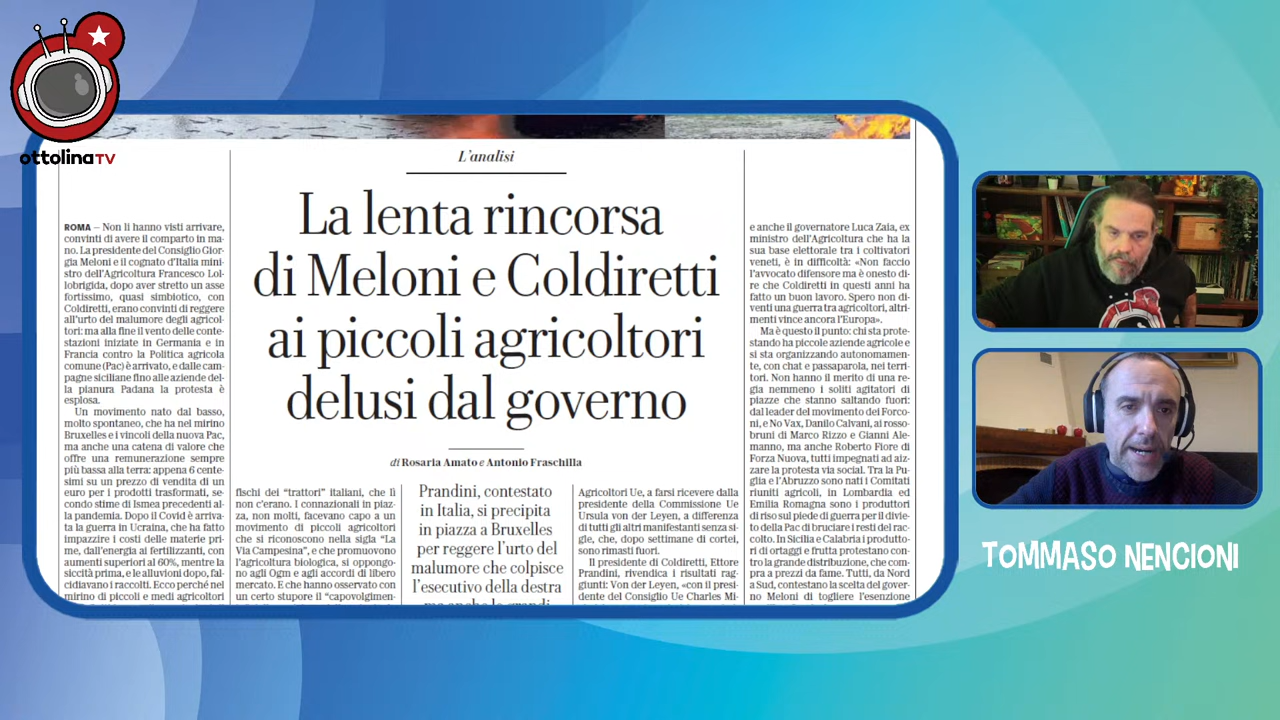 ottolinaTV
L'analisi
La lenta rincorsa
di Meloni e Coldiretti
ai piccoli agricoltori
delusi dal governo
di Rosaria Amato e Antonio Fraschilla
ROMA — Non li hanno visti arrivare,
convinti di avere il comparto in ma-
no. La presidente del Consiglio Gior-
gia Meloni e il cognato d'Italia mini-
stro dell'Agricoltura Francesco Lol-
lobrigida, dopo aver stretto un asse
fortissimo, quasi simbiotico, con
Coldiretti, erano convinti di reggere
all'urto del malumore degli agricol-
tori: ma alla fine il vento delle conte-
stazioni iniziate in Germania e in
Francia contro la Politica agricola
comune (Pac) è arrivato, e dalle cam-
pagne siciliane fino alle aziende del-
la pianura Padana la protesta è
esplosa.
Un movimento nato dal basso,
molto spontaneo, che ha nel mirino
Bruxelles e i vincoli della nuova Pac,
ma anche una catena di valore che
offre una remunerazione sempre
più bassa alla terra: appena 6 cente-
simi su un prezzo di vendita di un
euro per i prodotti trasformati, se-
condo stime di Ismea precedenti al-
la pandemia. Dopo il Covid è arriva-
ta la guerra in Ucraina, che ha fatto
impazzire i costi delle materie pri-
me, dall'energia ai fertilizzanti, con
aumenti superiori al 60%, mentre la
siccità prima, e le alluvioni dopo, fal-
cidiavano i raccolti. Ecco perché nel
mirino di piccoli e medi agricoltori
fischi dei “trattori” italiani, che lì
non c'erano. I connazionali in piaz-
za, non molti, facevano capo a un
movimento di piccoli agricoltori
che si riconoscono nella sigla “La
Via Campesina”, e che promuovono
l'agricoltura biologica, si oppongo-
no agli Ogm e agli accordi di libero
mercato. E che hanno osservato con
un certo stupore il “capovolgimen-
Prandini, contestato
in Italia, si precipita
in piazza a Bruxelles
per reggere l'urto del
malumore che colpisce
l'esecutivo della destra
ma anche le grandi
Agricoltori Ue, a farsi ricevere dalla
presidente della Commissione Ue
Ursula von der Leyen, a differenza
di tutti gli altri manifestanti senza si-
gle, che, dopo settimane di cortei,
sono rimasti fuori.
Il presidente di Coldiretti, Ettore
Prandini, rivendica i risultati rag-
giunti: Von der Leyen, «con il presi-
dente del Consiglio Ue Charles Mi-
e anche il governatore Luca Zaia, ex
ministro dell'Agricoltura che ha la
sua base elettorale tra i coltivatori
veneti, è in difficoltà: «Non faccio
l'avvocato difensore ma è onesto di-
re che Coldiretti in questi anni ha
fatto un buon lavoro. Spero non di-
venti una guerra tra agricoltori, altri-
menti vince ancora l'Europa».
Ma è questo il punto: chi sta prote-
stando ha piccole aziende agricole e
si sta organizzando autonomamen-
te, con chat e passaparola, nei terri-
tori. Non hanno il merito di una re-
gia nemmeno i soliti agitatori di
piazze che stanno saltando fuori:
dal leader del movimento dei Forco-
ni, e No Vax, Danilo Calvani, ai rosso-
bruni di Marco Rizzo e Gianni Ale-
manno, ma anche Roberto Fiore di
Forza Nuova, tutti impegnati ad aiz-
zare la protesta via social. Tra la Pu-
glia e l'Abruzzo sono nati i Comitati
riuniti agricoli, in Lombardia ed
Emilia Romagna sono i produttori
di riso sul piede di guerra per il divie-
to della Pac di bruciare i resti del rac-
colto. In Sicilia e Calabria i produtto-
ri di ortaggi e frutta protestano con-
tro la grande distribuzione, che com-
pra a prezzi da fame. Tutti, da Nord
a Sud, contestano la scelta del gover-
no Meloni di togliere l'esenzione
TOMMASO NENCIONI